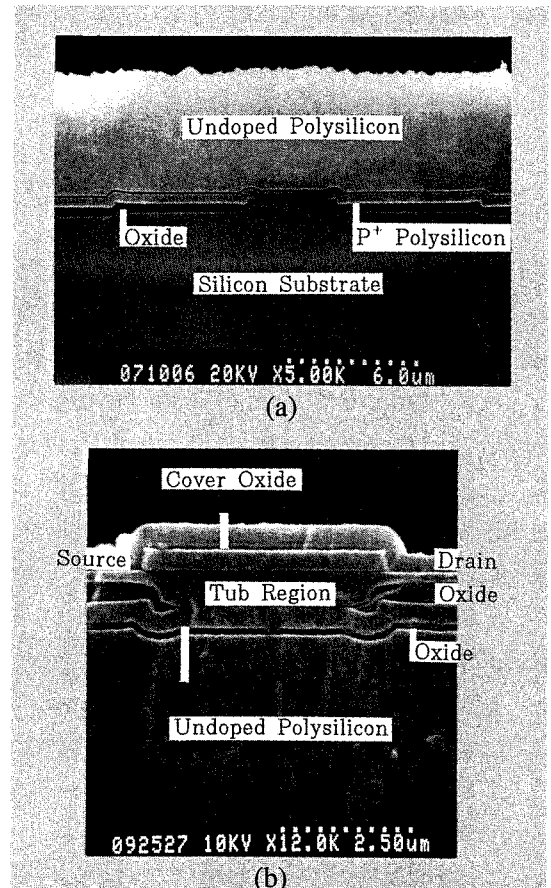 Undoped Polysilicon
Oxide
P+ Polysilicon
Silicon Substrate
071006 20KV X5.00K 6.0um
(a)
Cover Oxide
Source
Drain
Tub Region
Oxide
Oxide
Undoped Polysilicon
092527 10KV X12.0K 2.50um
(b)